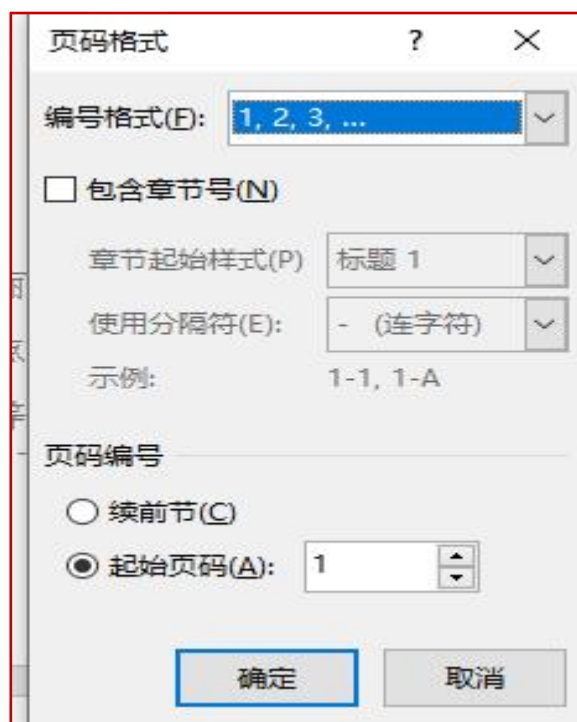 页码格式 ?
编号格式(F): 1, 2, 3, ...
包含章节号(N)
章节起始样式(P) 标题 1
使用分隔符(E): - (连字符)
示例: 1-1, 1-A
页码编号
续前节(C)
起始页码(A): 1
确定 取消